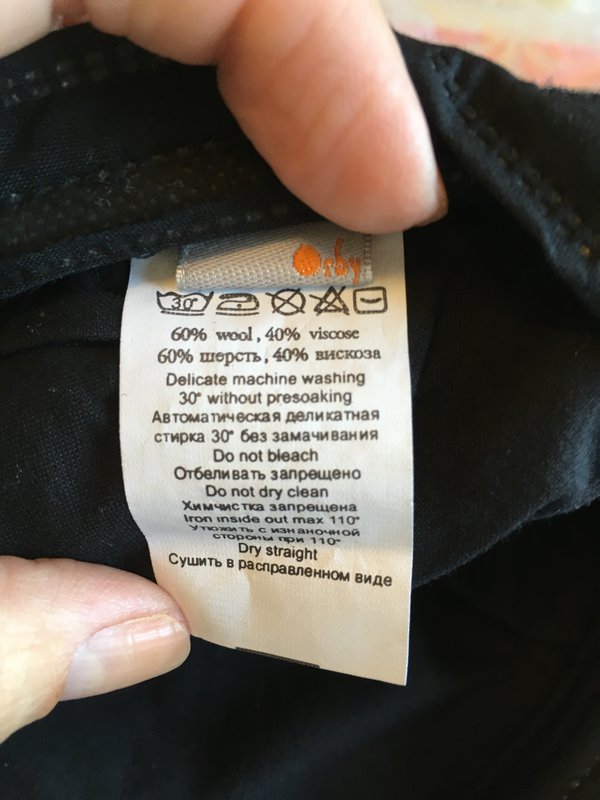 Orby
30°
60% wool, 40% viscose
60% шерсть, 40% вискоза
Delicate machine washing
30° without presoaking
Автоматическая деликатная
стирка 30° без замачивания
Do not bleach
Отбеливать запрещено
Do not dry clean
Химчистка запрещена
Iron inside out max 110°
Утюжить с изнаночной
стороны при 110°
Dry straight
Сушить в расправленном виде